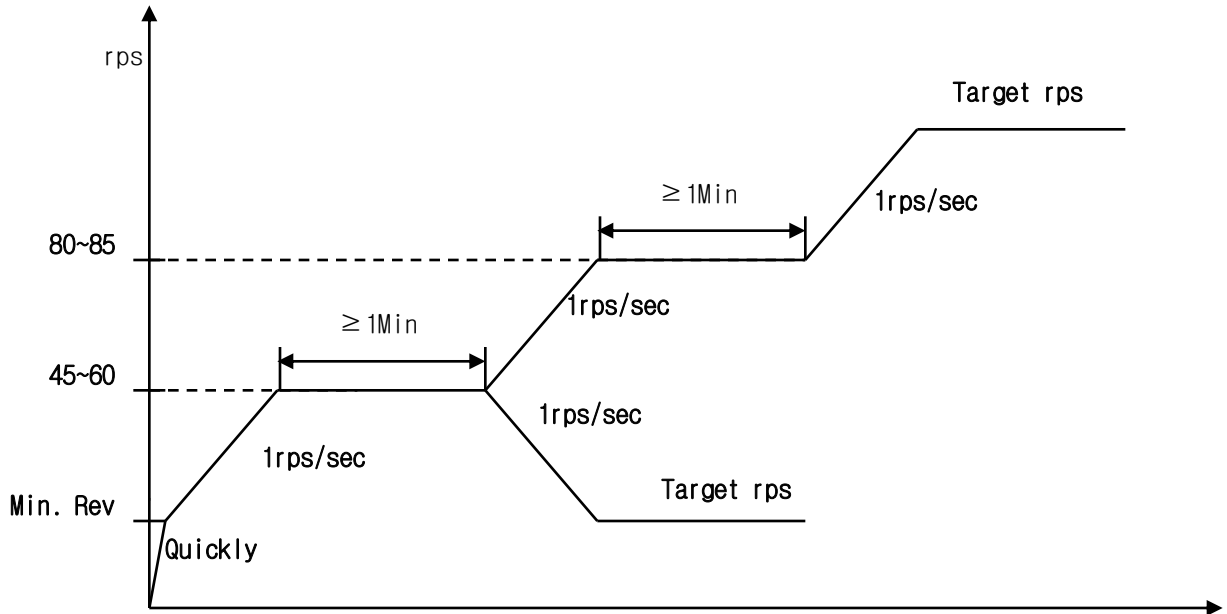 rps
Target rps
≥1Min
1rps/sec
80~85
1rps/sec
≥1Min
45~60
1rps/sec
1rps/sec
Target rps
Min. Rev
Quickly